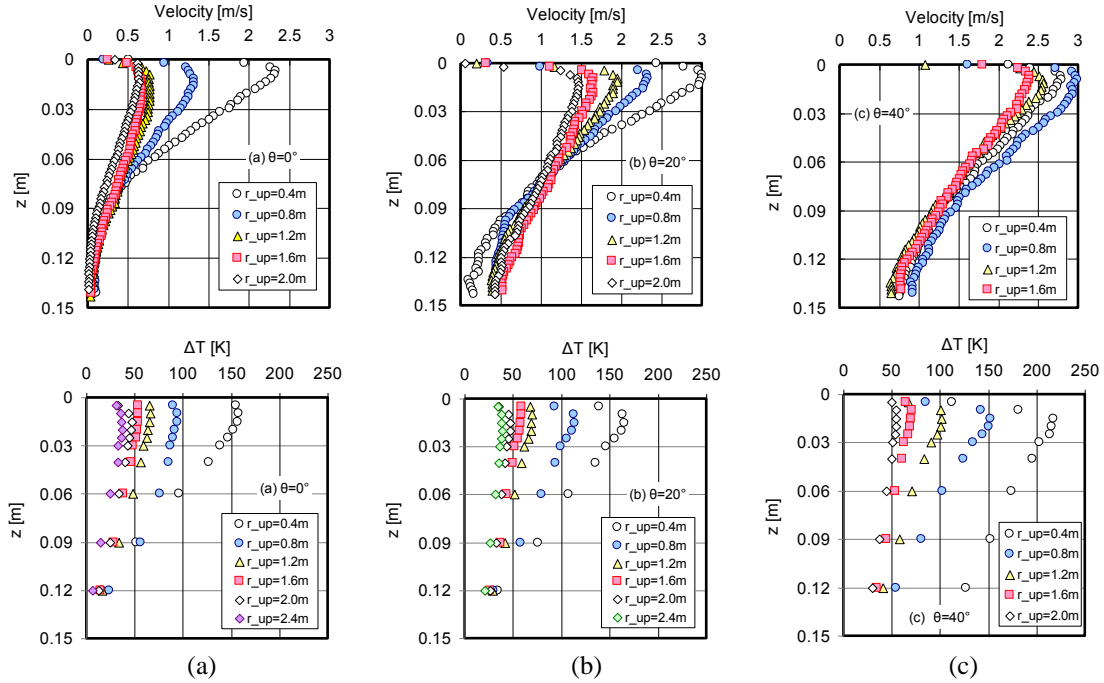 Velocity [m/s]
0 0.5 1 1.5 2 2.5 3
0
0.03
0.06
0.09
0.12
0.15
z [m]
(a) θ=0°
r_up=0.4m
r_up=0.8m
r_up=1.2m
r_up=1.6m
r_up=2.0m
Velocity [m/s]
0 0.5 1 1.5 2 2.5 3
0
0.03
0.06
0.09
0.12
0.15
z [m]
(b) θ=20°
r_up=0.4m
r_up=0.8m
r_up=1.2m
r_up=1.6m
r_up=2.0m
Velocity [m/s]
0 0.5 1 1.5 2 2.5 3
0
0.03
0.06
0.09
0.12
0.15
z [m]
(c) θ=40°
r_up=0.4m
r_up=0.8m
r_up=1.2m
r_up=1.6m
ΔT [K]
0 50 100 150 200 250
0
0.03
0.06
0.09
0.12
0.15
z [m]
(a) θ=0°
r_up=0.4m
r_up=0.8m
r_up=1.2m
r_up=1.6m
r_up=2.0m
r_up=2.4m
ΔT [K]
0 50 100 150 200 250
0
0.03
0.06
0.09
0.12
0.15
z [m]
(b) θ=20°
r_up=0.4m
r_up=0.8m
r_up=1.2m
r_up=1.6m
r_up=2.0m
r_up=2.4m
ΔT [K]
0 50 100 150 200 250
0
0.03
0.06
0.09
0.12
0.15
z [m]
r_up=0.4m
r_up=0.8m
r_up=1.2m
r_up=1.6m
r_up=2.0m
(c) θ=40°
(a) (b) (c)